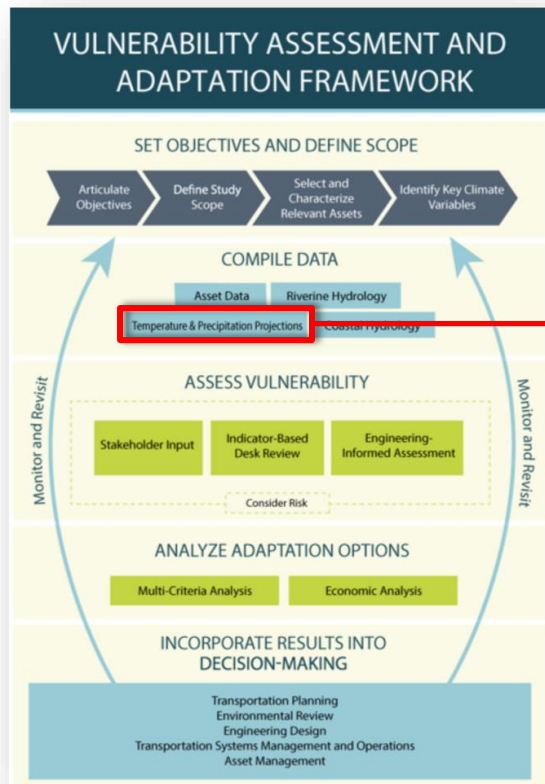 VULNERABILITY ASSESSMENT AND
ADAPTATION FRAMEWORK
SET OBJECTIVES AND DEFINE SCOPE
Articulate
Objectives
Define Study
Scope
Select and
Characterize
Relevant Assets
Identify Key Climate
Variables
COMPILE DATA
Asset Data
Riverine Hydrology
Temperature & Precipitation Projections
Coastal Hydrology
ASSESS VULNERABILITY
Stakeholder Input
Indicator-Based
Desk Review
Engineering-
Informed Assessment
Consider Risk
Monitor and Revisit
Monitor and Revisit
ANALYZE ADAPTATION OPTIONS
Multi-Criteria Analysis
Economic Analysis
INCORPORATE RESULTS INTO
DECISION-MAKING
Transportation Planning
Environmental Review
Engineering Design
Transportation Systems Management and Operations
Asset Management